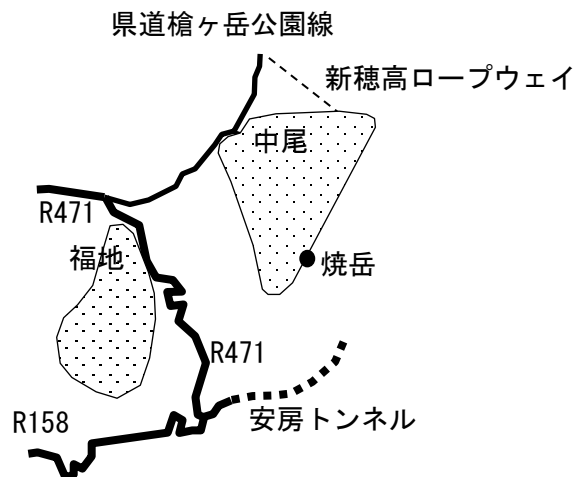 県道槍ヶ岳公園線
新穂高ロープウェイ
中尾
R471
福地
焼岳
R471
安房トンネル
R158